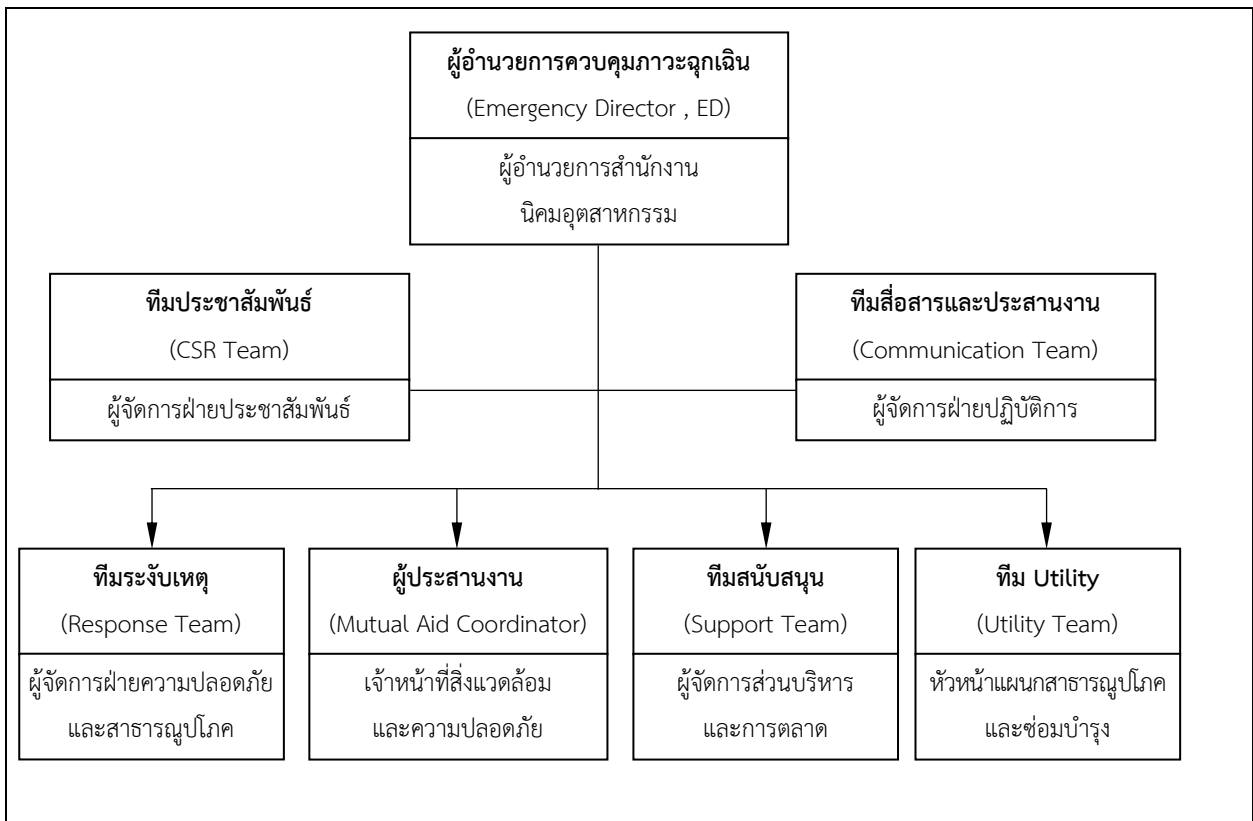 ผู้อำนวยการควบคุมภาวะฉุกเฉิน
(Emergency Director , ED)
ผู้อำนวยการสำนักงาน
นิคมอุตสาหกรรม
ทีมประชาสัมพันธ์
(CSR Team)
ผู้จัดการฝ่ายประชาสัมพันธ์
ทีมสื่อสารและประสานงาน
(Communication Team)
ผู้จัดการฝ่ายปฏิบัติการ
ทีมระงับเหตุ
(Response Team)
ผู้จัดการฝ่ายความปลอดภัย
และสาธารณูปโภค
ผู้ประสานงาน
(Mutual Aid Coordinator)
เจ้าหน้าที่สิ่งแวดล้อม
และความปลอดภัย
ทีมสนับสนุน
(Support Team)
ผู้จัดการส่วนบริหาร
และการตลาด
ทีม Utility
(Utility Team)
หัวหน้าแผนกสาธารณูปโภค
และซ่อมบำรุง